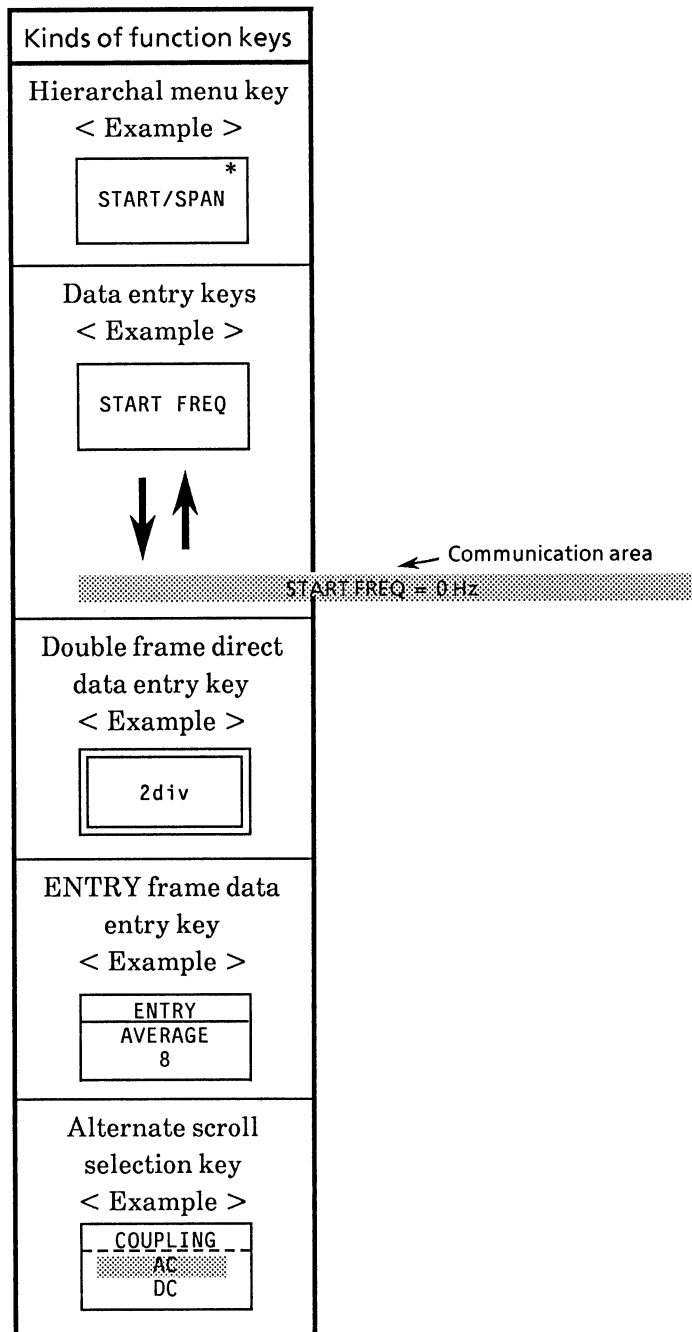 Kinds of function keys
Hierarchal menu key
< Example >
*
START/SPAN
Data entry keys
< Example >
START FREQ
Communication area
START FREQ = 0 Hz
Double frame direct
data entry key
< Example >
2div
ENTRY frame data
entry key
< Example >
ENTRY
AVERAGE
8
Alternate scroll
selection key
< Example >
COUPLING
AC
DC